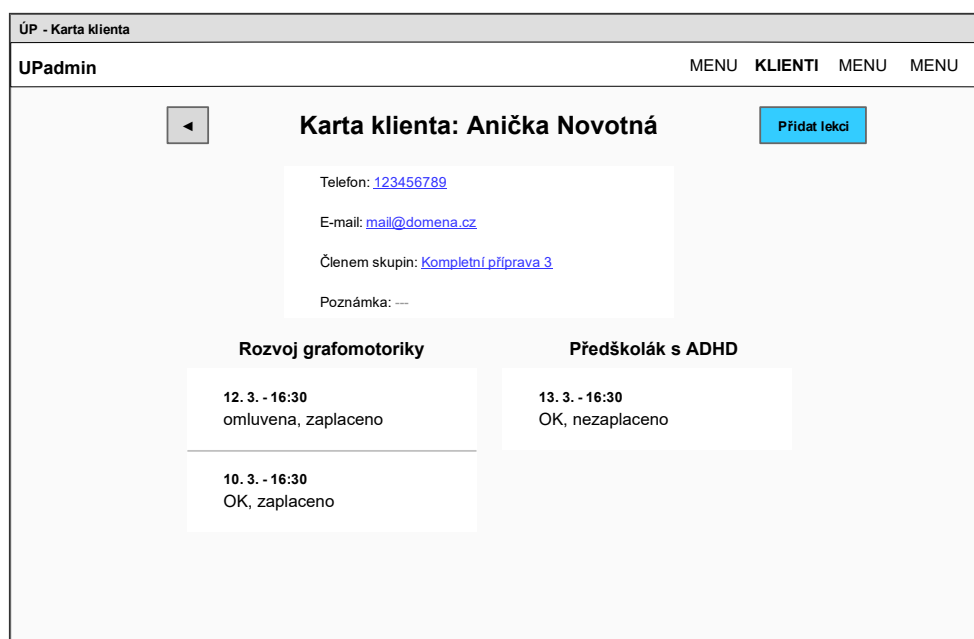 ÚP - Karta klienta
UPadmin
MENU KLIENTI MENU MENU
◄ Karta klienta: Anička Novotná Přidat lekci
Telefon: 123456789
E-mail: mail@domena.cz
Členem skupin: Kompletní příprava 3
Poznámka: ---
Rozvoj grafomotoriky
12. 3. - 16:30
omluvena, zaplaceno
10. 3. - 16:30
OK, zaplaceno
Předškolák s ADHD
13. 3. - 16:30
OK, nezaplaceno